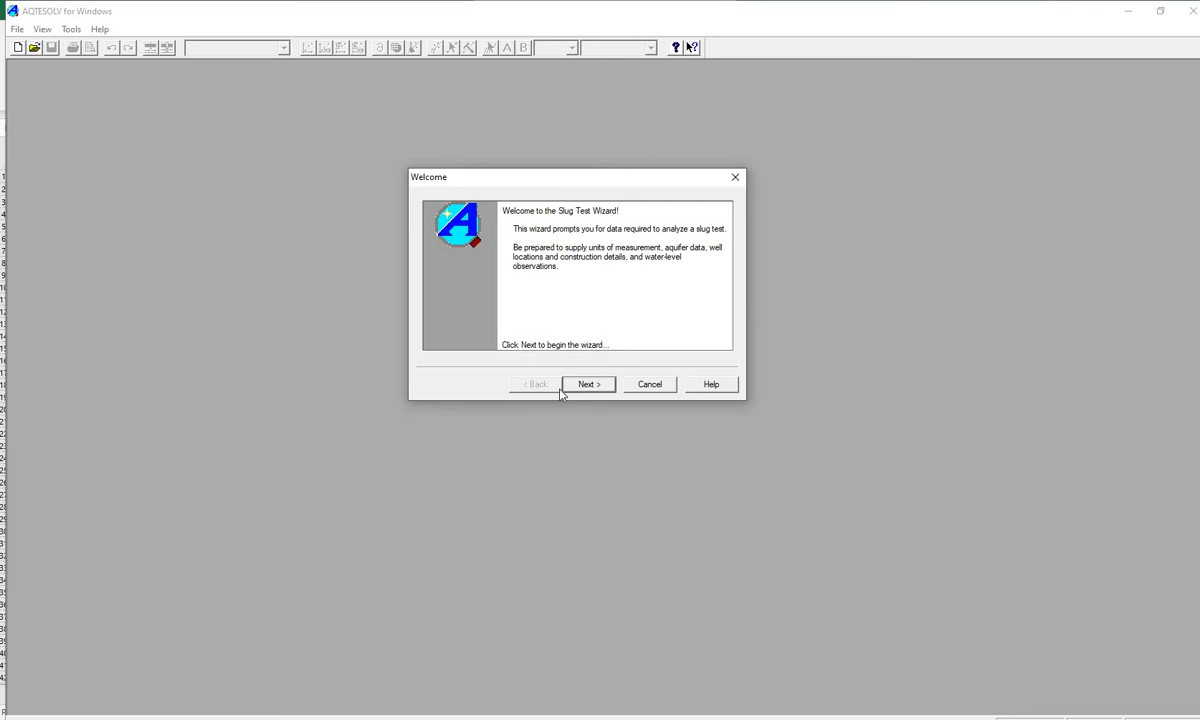 AQTESOLV for Windows
File View Tools Help
a A B ? ?
Welcome
A
Welcome to the Slug Test Wizard!
This wizard prompts you for data required to analyze a slug test.
Be prepared to supply units of measurement, aquifer data, well
locations and construction details, and water-level
observations.
Click Next to begin the wizard...
< Back Next > Cancel Help